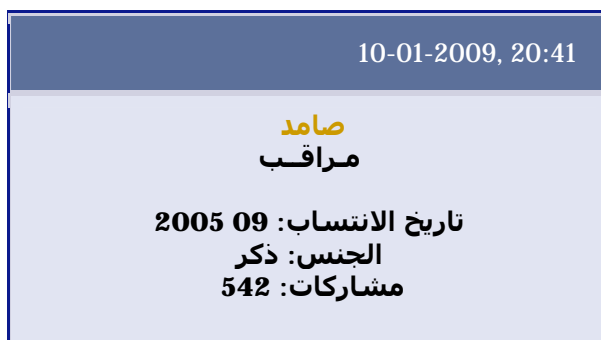 10-01-2009, 20:41
صامد
مـراقــب
تاريخ الانتساب: 09 2005
الجنس: ذكر
مشاركات: 542